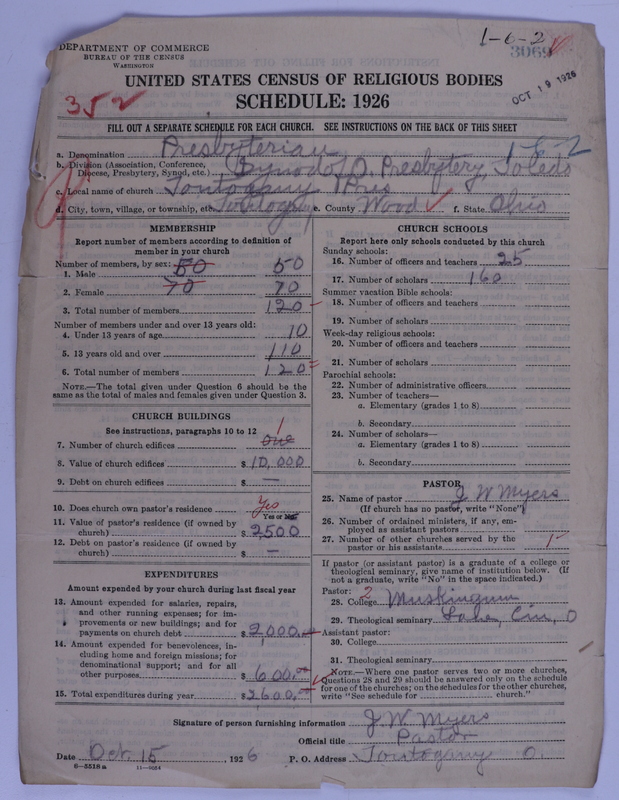 DEPARTMENT OF COMMERCE
BUREAU OF THE CENSUS
WASHINGTON
1-6-2
3069
OCT 19 1926
UNITED STATES CENSUS OF RELIGIOUS BODIES
SCHEDULE: 1926
352
FILL OUT A SEPARATE SCHEDULE FOR EACH CHURCH. SEE INSTRUCTIONS ON THE BACK OF THIS SHEET
a. Denomination Presbyterian
b. Division (Association, Conference, Diocese, Presbytery, Synod, etc.) Synod of O. Presbytery, Toledo
c. Local name of church Tontogany Pres
d. City, town, village, or township, etc. Tontogany e. County Wood f. State Ohio
MEMBERSHIP
Report number of members according to definition of
member in your church
Number of members, by sex:
1. Male 50 50
2. Female 70 70
3. Total number of members 120
Number of members under and over 13 years old:
4. Under 13 years of age 10
5. 13 years old and over 110
6. Total number of members 120
NOTE.—The total given under Question 6 should be
same as the total of males and females given under Question 3.
CHURCH BUILDINGS
See instructions, paragraphs 10 to 12
7. Number of church edifices one 1
8. Value of church edifices $10,000
9. Debt on church edifices $ —
10. Does church own pastor's residence Yes
Yes or No
11. Value of pastor's residence (if owned by
church) $2500
12. Debt on pastor's residence (if owned by
church) $ —
EXPENDITURES
Amount expended by your church during last fiscal year
13. Amount expended for salaries, repairs,
and other running expenses; for im-
provements or new buildings; and for
payments on church debt $2,000
14. Amount expended for benevolences, in-
cluding home and foreign missions; for
denominational support; and for all
other purposes $600
15. Total expenditures during year $2600
CHURCH SCHOOLS
Report here only schools conducted by this church
Sunday schools:
16. Number of officers and teachers 25
17. Number of scholars 160
Summer vacation Bible schools:
18. Number of officers and teachers
19. Number of scholars
Week-day religious schools:
20. Number of officers and teachers
21. Number of scholars
Parochial schools:
22. Number of administrative officers
23. Number of teachers—
a. Elementary (grades 1 to 8)
b. Secondary
24. Number of scholars—
a. Elementary (grades 1 to 8)
b. Secondary
PASTOR
25. Name of pastor J W Myers
(If church has no pastor, write "None")
26. Number of ordained ministers, if any, em-
ployed as assistant pastors
27. Number of other churches served by the
pastor or his assistants 1
If pastor (or assistant pastor) is a graduate of a college or
theological seminary, give name of institution below. (If
not a graduate, write "No" in the space indicated.)
Pastor: 2
28. College Muskingum
29. Theological seminary Lane, Cin, O
Assistant pastor:
30. College
31. Theological seminary
NOTE.—Where one pastor serves two or more churches,
Questions 28 and 29 should be answered only on the schedule
for one of the churches; on the schedules for the other churches,
write "See schedule for church."
Signature of person furnishing information J. W. Myers
Official title Pastor
Date Oct. 15, 1926 P. O. Address Tontogany O.
8-5518a 11-9084